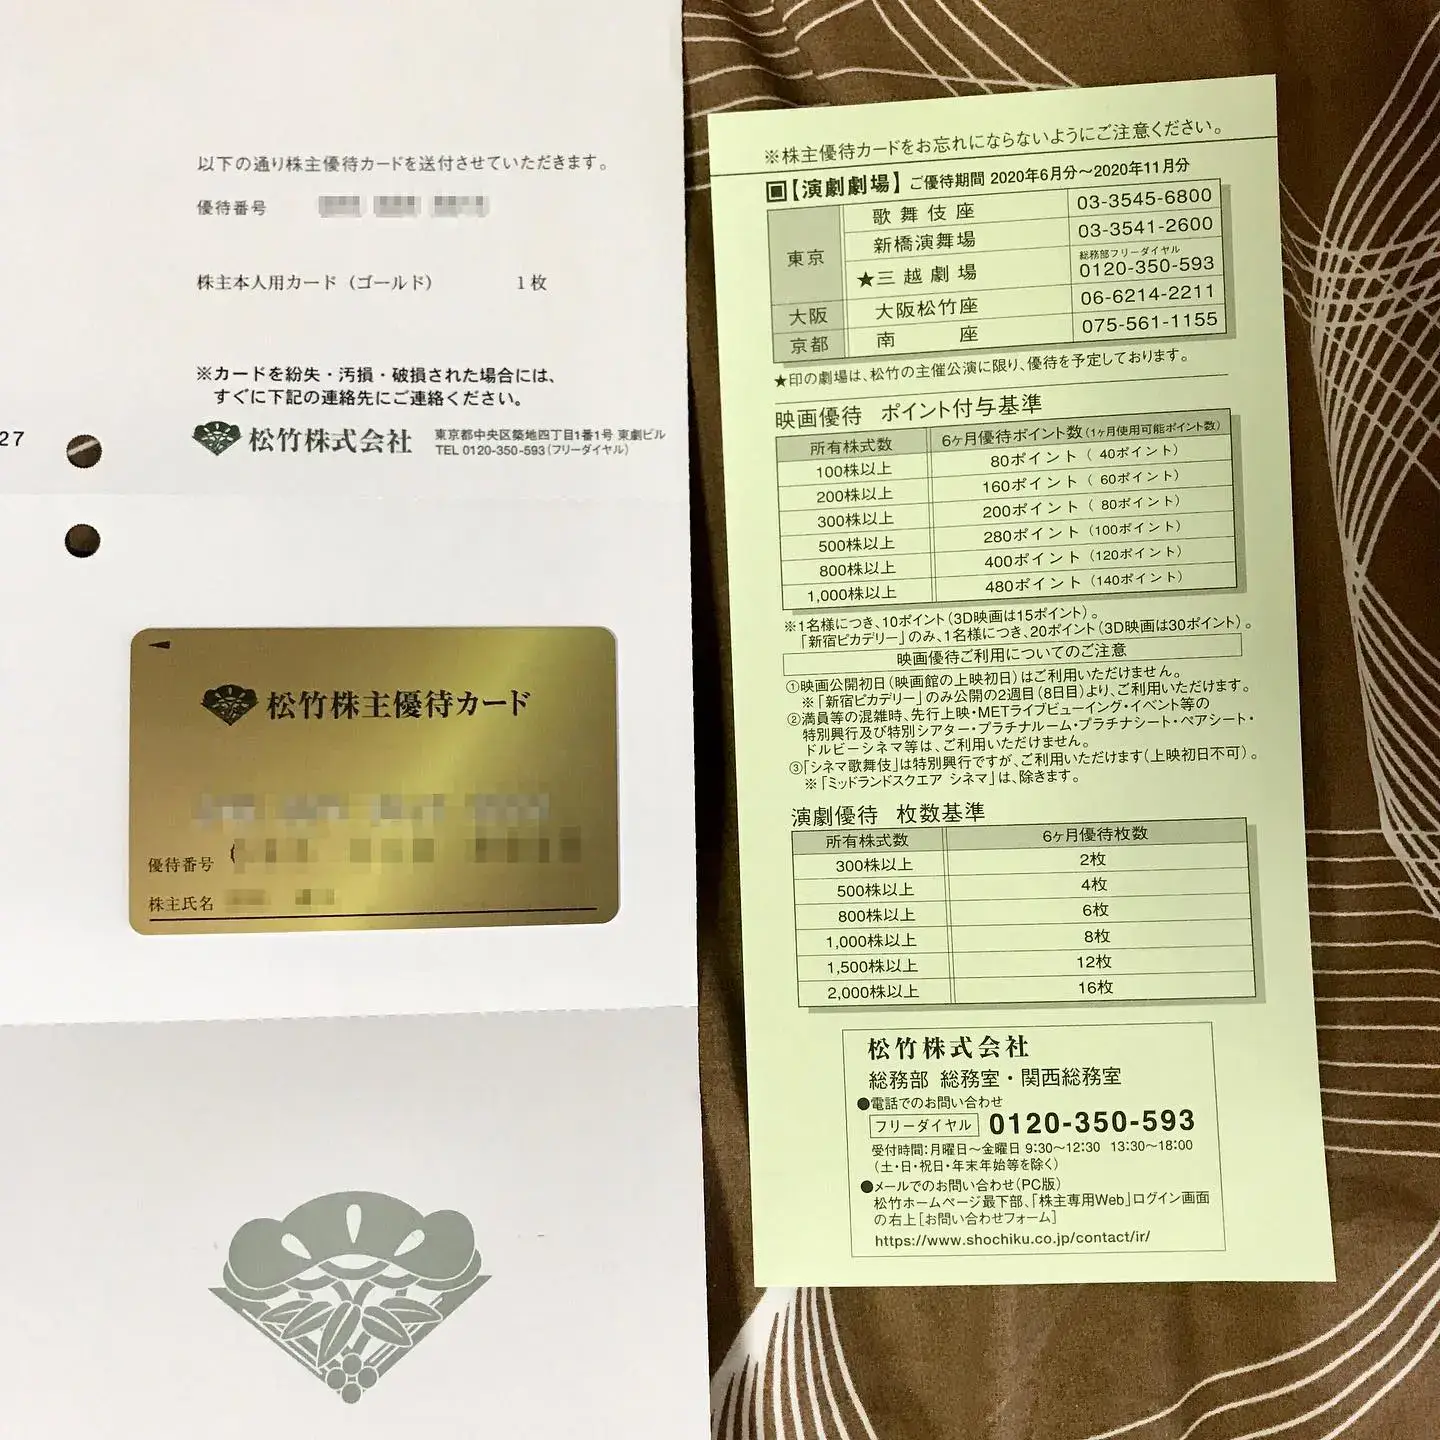 以下の通り株主優待カードを送付させていただきます。
優待番号
株主本人用カード（ゴールド） 1枚
※カードを紛失・汚損・破損された場合には、
すぐに下記の連絡先にご連絡ください。
27
松竹株式会社
東京都中央区築地四丁目1番1号 東劇ビル
TEL 0120-350-593（フリーダイヤル）
松竹株主優待カード
優待番号
株主氏名
※株主優待カードをお忘れにならないようにご注意ください。
【演劇劇場】ご優待期間 2020年6月分～2020年11月分
東京 歌舞伎座 03-3545-6800
新橋演舞場 03-3541-2600
★三越劇場 総務部フリーダイヤル 0120-350-593
大阪 大阪松竹座 06-6214-2211
京都 南座 075-561-1155
★印の劇場は、松竹の主催公演に限り、優待を予定しております。
映画優待 ポイント付与基準
所有株式数 6ヶ月優待ポイント数（1ヶ月使用可能ポイント数）
100株以上 80ポイント（ 40ポイント）
200株以上 160ポイント（ 60ポイント）
300株以上 200ポイント（ 80ポイント）
500株以上 280ポイント（100ポイント）
800株以上 400ポイント（120ポイント）
1,000株以上 480ポイント（140ポイント）
※1名様につき、10ポイント（3D映画は15ポイント）。
「新宿ピカデリー」のみ、1名様につき、20ポイント（3D映画は30ポイント）。
映画優待ご利用についてのご注意
①映画公開初日（映画館の上映初日）はご利用いただけません。
※「新宿ピカデリー」のみ公開の2週目（8日目）より、ご利用いただけます。
②満員等の混雑時、先行上映・METライブビューイング・イベント等の
特別興行及び特別シアター・プラチナルーム・プラチナシート・ペアシート・
ドルビーシネマ等は、ご利用いただけません。
③「シネマ歌舞伎」は特別興行ですが、ご利用いただけます（上映初日不可）。
※「ミッドランドスクエア シネマ」は、除きます。
演劇優待 枚数基準
所有株式数 6ヶ月優待枚数
300株以上 2枚
500株以上 4枚
800株以上 6枚
1,000株以上 8枚
1,500株以上 12枚
2,000株以上 16枚
松竹株式会社
総務部 総務室・関西総務室
●電話でのお問い合わせ
フリーダイヤル 0120-350-593
受付時間：月曜日～金曜日 9:30～12:30 13:30～18:00
（土・日・祝日・年末年始等を除く）
●メールでのお問い合わせ（PC版）
松竹ホームページ最下部、「株主専用Web」ログイン画面
の右上［お問い合わせフォーム］
https://www.shochiku.co.jp/contact/ir/